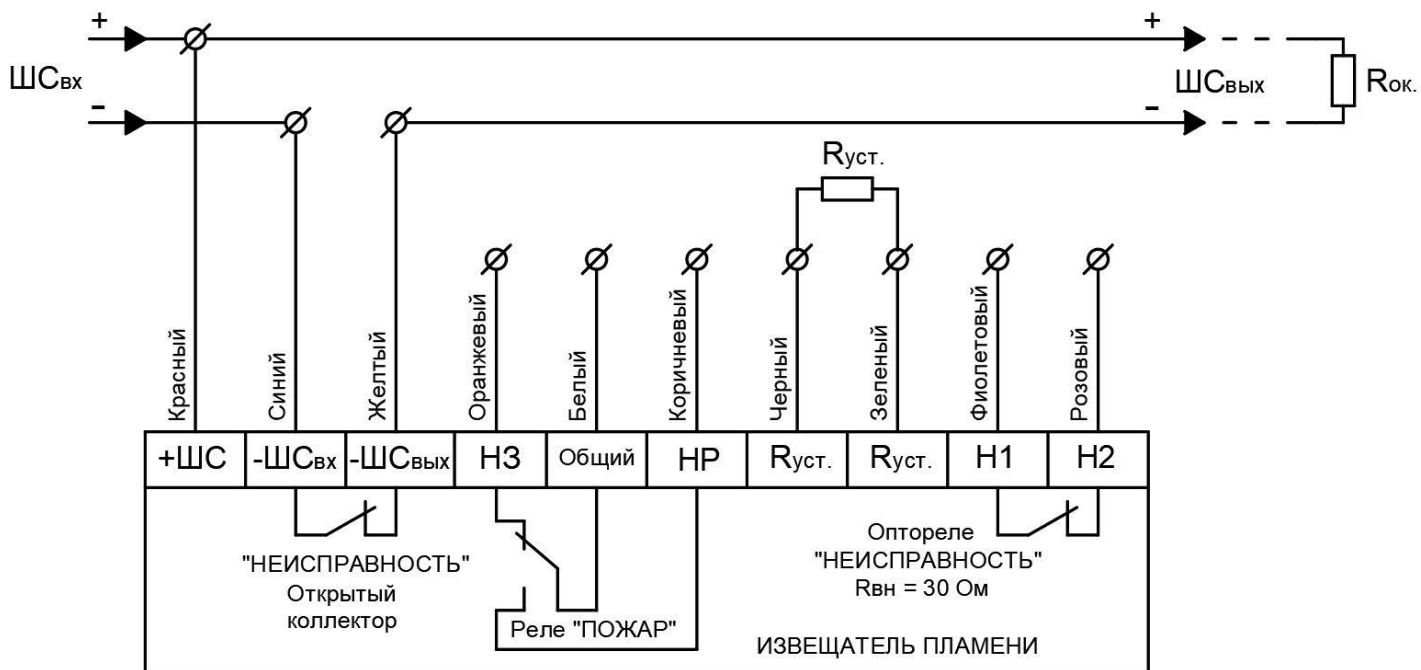 +
+
ШСвх
ШСвых
Rок.
-
-
Rуст.
Красный
Синий
Желтый
Оранжевый
Белый
Коричневый
Черный
Зеленый
Фиолетовый
Розовый
+ШС
-ШСвх
-ШСвых
НЗ
Общий
НР
Rуст.
Rуст.
Н1
Н2
"НЕИСПРАВНОСТЬ"
Открытый
коллектор
Реле "ПОЖАР"
Оптореле
"НЕИСПРАВНОСТЬ"
Rвн = 30 Ом
ИЗВЕЩАТЕЛЬ ПЛАМЕНИ